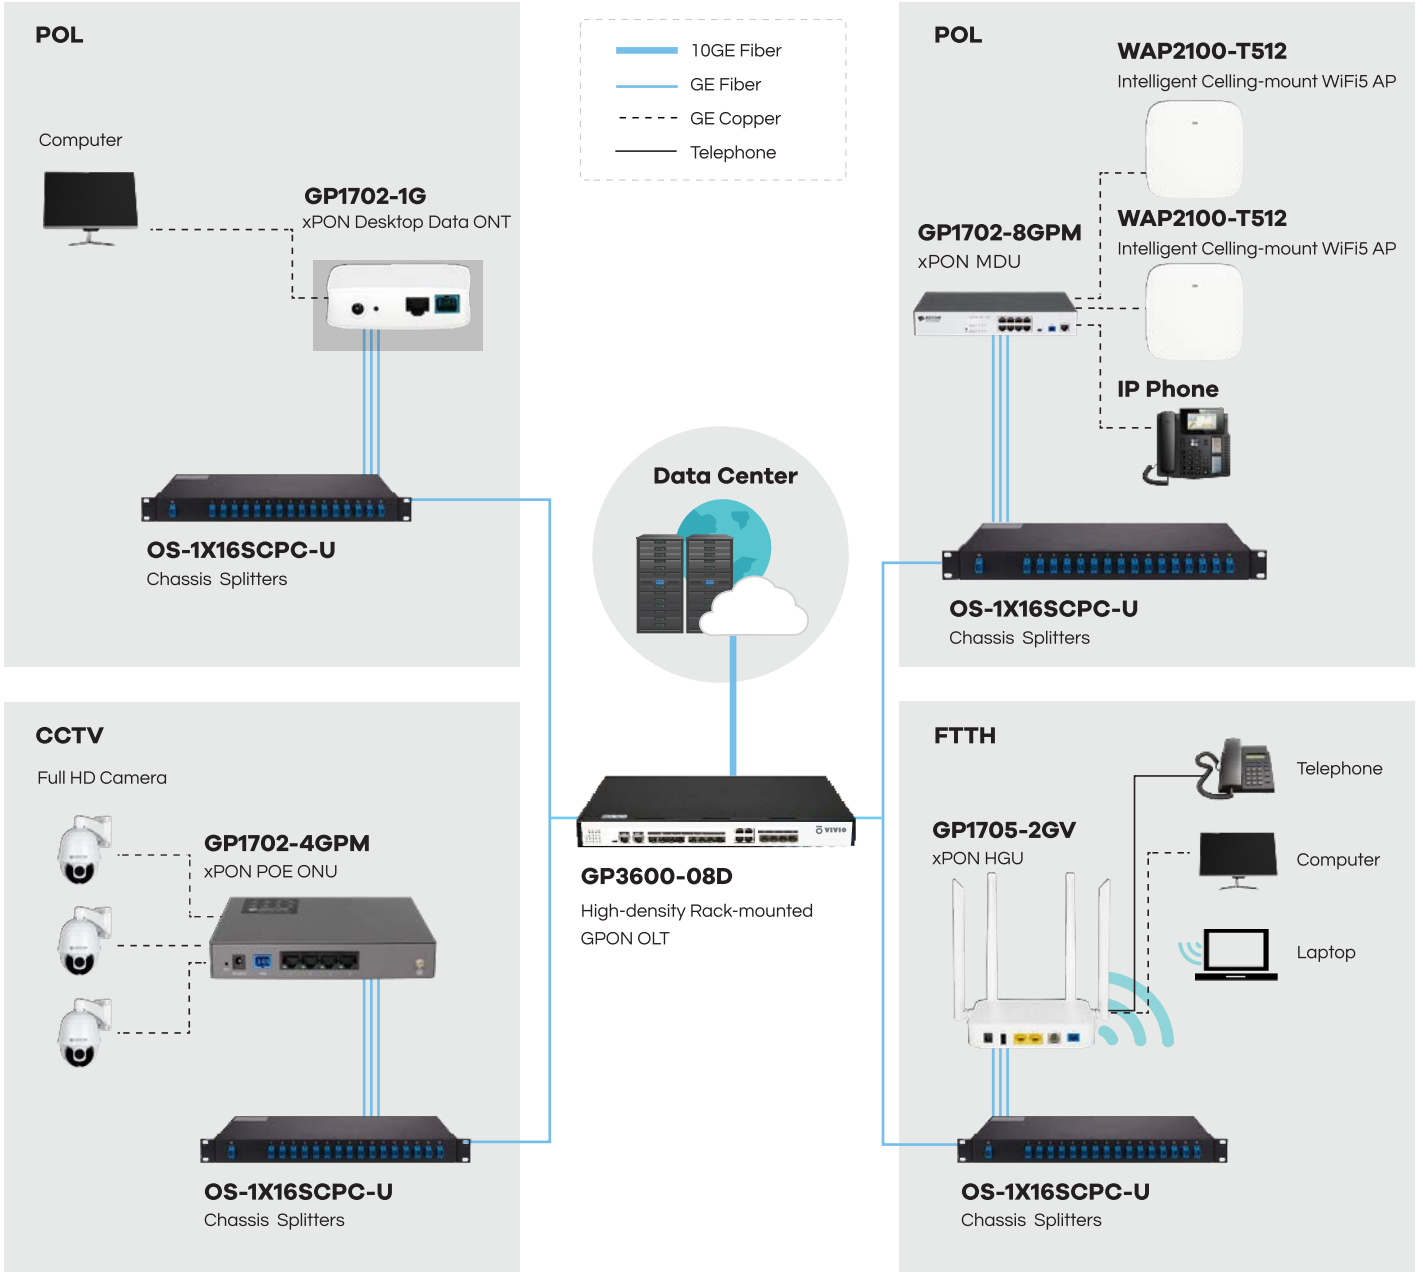 POL
Computer
GP1702-1G
xPON Desktop Data ONT
OS-1X16SCPC-U
Chassis Splitters
10GE Fiber
GE Fiber
GE Copper
Telephone
POL
WAP2100-T512
Intelligent Celling-mount WiFi5 AP
WAP2100-T512
Intelligent Celling-mount WiFi5 AP
GP1702-8GPM
xPON MDU
IP Phone
OS-1X16SCPC-U
Chassis Splitters
Data Center
VIVIO
GP3600-08D
High-density Rack-mounted
GPON OLT
CCTV
Full HD Camera
GP1702-4GPM
xPON POE ONU
OS-1X16SCPC-U
Chassis Splitters
FTTH
Telephone
GP1705-2GV
xPON HGU
Computer
Laptop
OS-1X16SCPC-U
Chassis Splitters